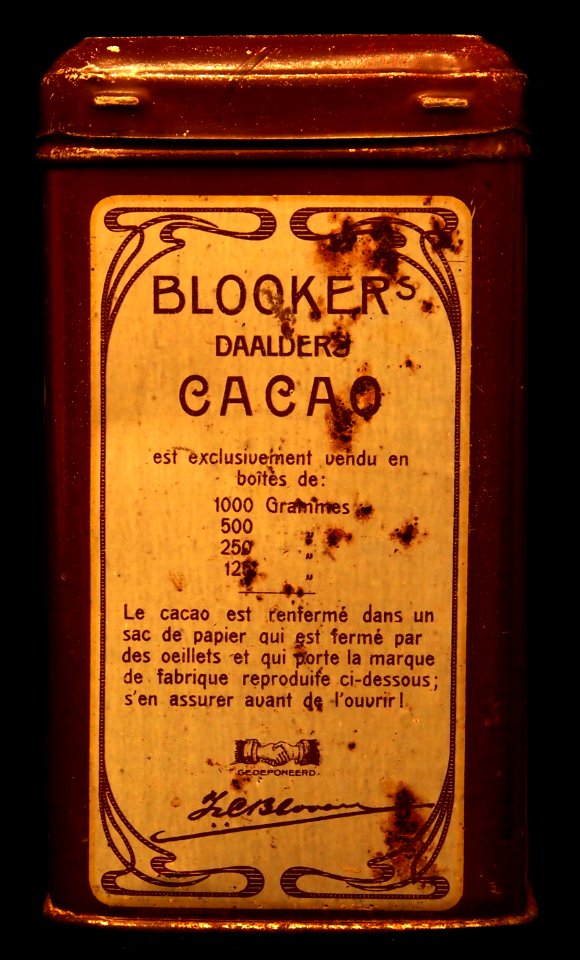 BLOOKERS
DAALDERS
CACAO
est exclusivement vendu en
boîtes de:
1000 Grammes
500 „
250 „
125 „
Le cacao est renfermé dans un
sac de papier qui est fermé par
des oeillets et qui porte la marque
de fabrique reproduite ci-dessous;
s'en assurer avant de l'ouvrir!
GEDEPONEERD